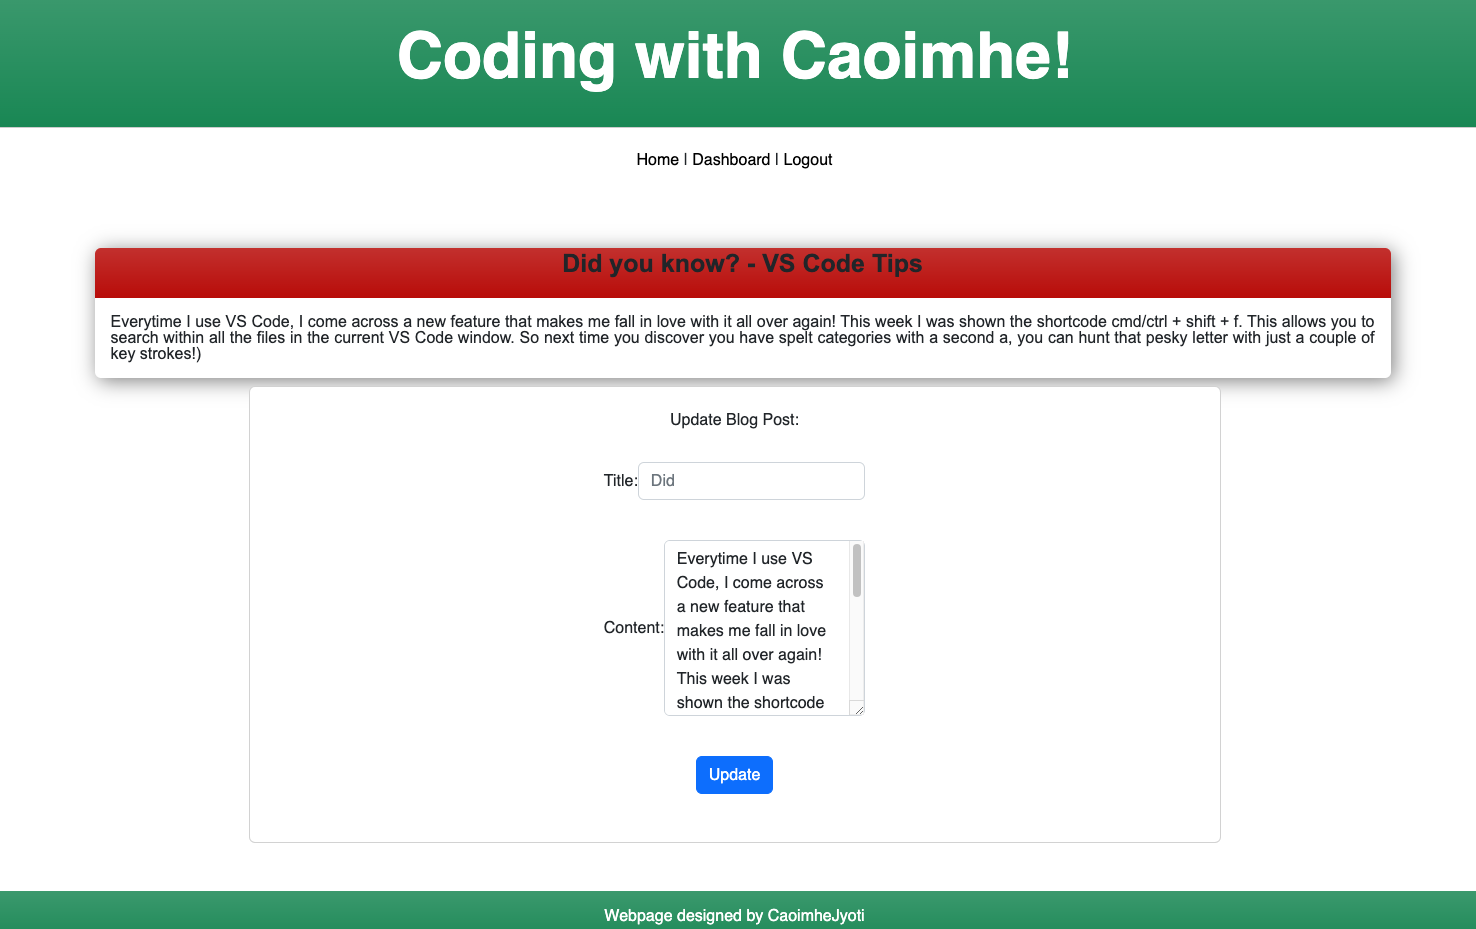 Coding with Caoimhe!
Home | Dashboard | Logout
Did you know? - VS Code Tips
Everytime I use VS Code, I come across a new feature that makes me fall in love with it all over again! This week I was shown the shortcode cmd/ctrl + shift + f. This allows you to
search within all the files in the current VS Code window. So next time you discover you have spelt categories with a second a, you can hunt that pesky letter with just a couple of
key strokes!)
Update Blog Post:
Title: Did
Everytime I use VS
Code, I come across
a new feature that
Content: makes me fall in love
with it all over again!
This week I was
shown the shortcode
Update
Webpage designed by CaoimheJyoti